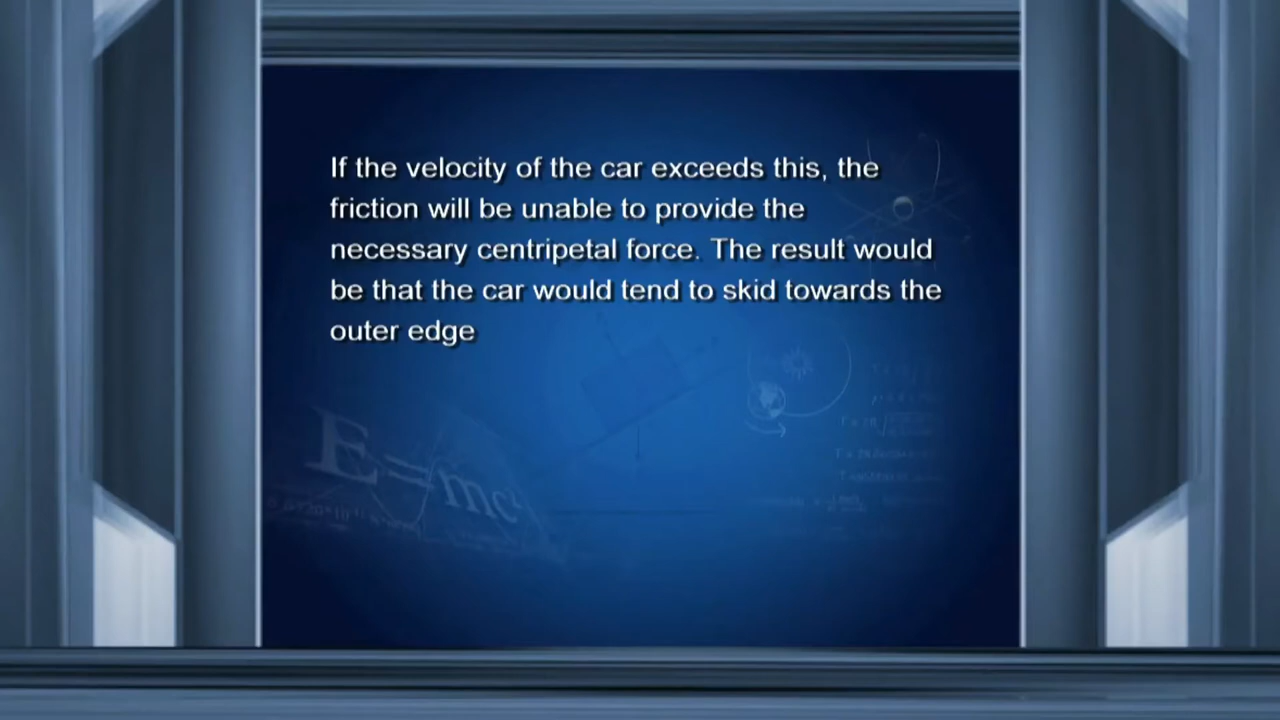 If the velocity of the car exceeds this, the
friction will be unable to provide the
necessary centripetal force. The result would
be that the car would tend to skid towards the
outer edge
E=mc²